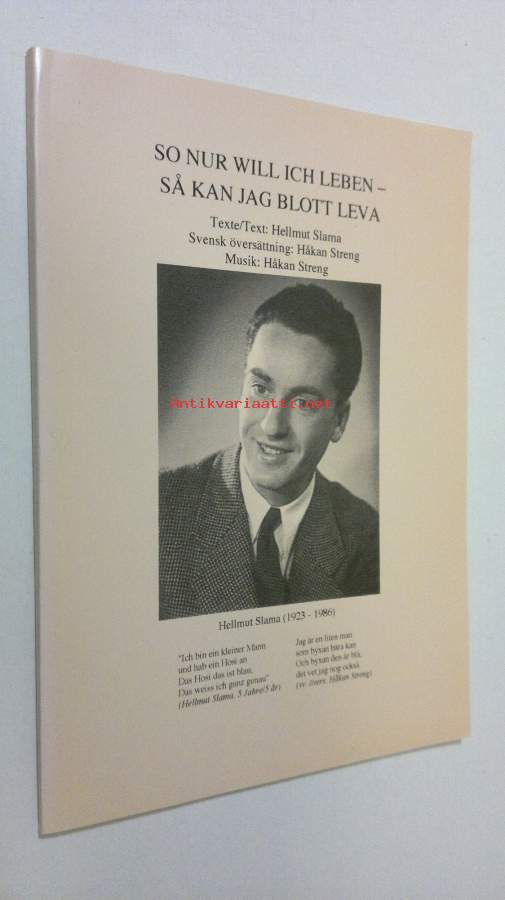 SO NUR WILL ICH LEBEN –
SÅ KAN JAG BLOTT LEVA
Texte/Text: Hellmut Slama
Svensk översättning: Håkan Streng
Musik: Håkan Streng
Antikvariaatti.net
Hellmut Slama (1923 - 1986)
"Ich bin ein kleiner Mann
und hab ein Hosi an
Das Hosi das ist blau,
Das weiss ich ganz genau"
(Hellmut Slama, 5 Jahre/5 år)
Jag är en liten man
som byxan bära kan
Och byxan den är blå,
det vet jag nog också.
(sv. övers. Håkan Streng)